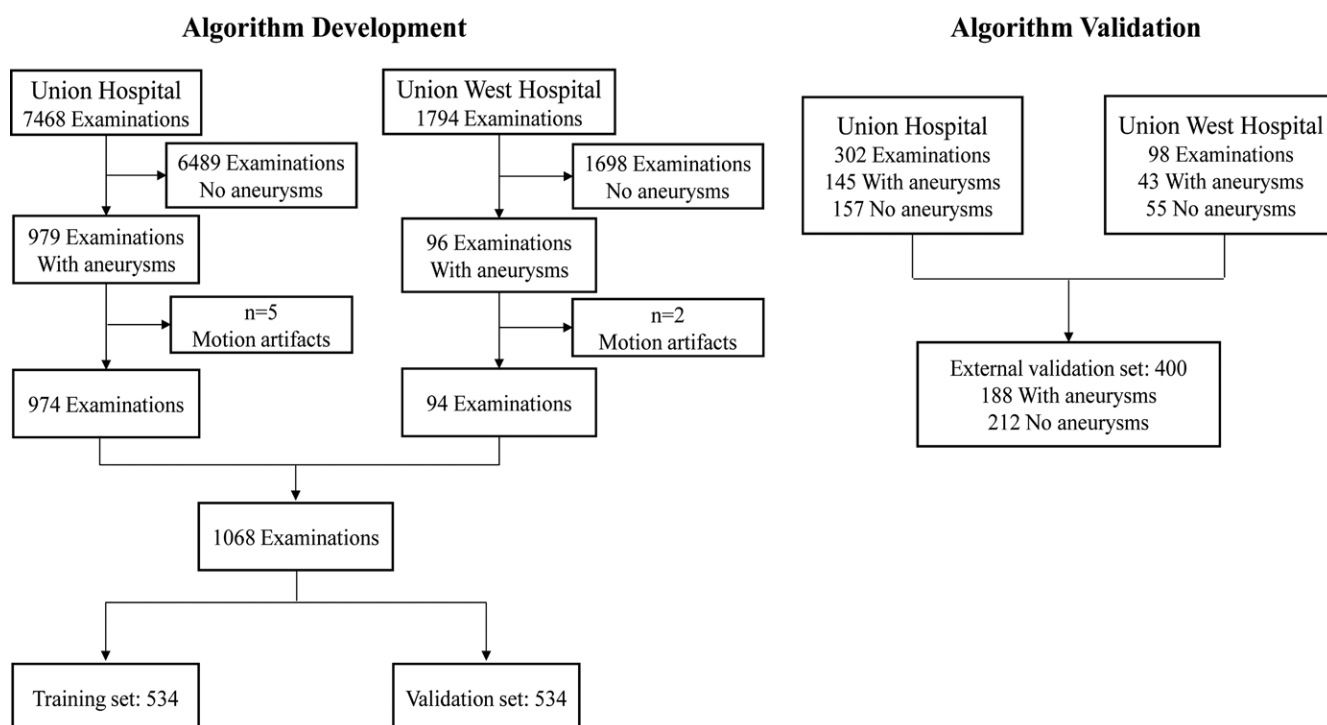 Algorithm Development
Union Hospital
7468 Examinations
6489 Examinations
No aneurysms
979 Examinations
With aneurysms
n=5
Motion artifacts
974 Examinations
Union West Hospital
1794 Examinations
1698 Examinations
No aneurysms
96 Examinations
With aneurysms
n=2
Motion artifacts
94 Examinations
1068 Examinations
Training set: 534
Validation set: 534
Algorithm Validation
Union Hospital
302 Examinations
145 With aneurysms
157 No aneurysms
Union West Hospital
98 Examinations
43 With aneurysms
55 No aneurysms
External validation set: 400
188 With aneurysms
212 No aneurysms